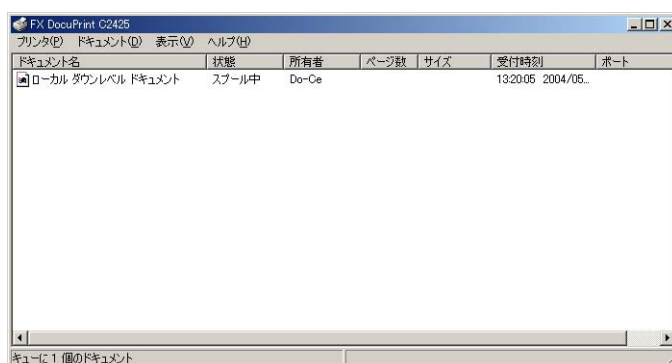 FX DocuPrint C2425
プリンタ(P) ドキュメント(D) 表示(V) ヘルプ(H)
ドキュメント名 状態 所有者 ページ数 サイズ 受付時刻 ポート
ローカル ダウンレベル ドキュメント スプール中 Do-Ce 13:20:05 2004/05...
キューに 1 個のドキュメント